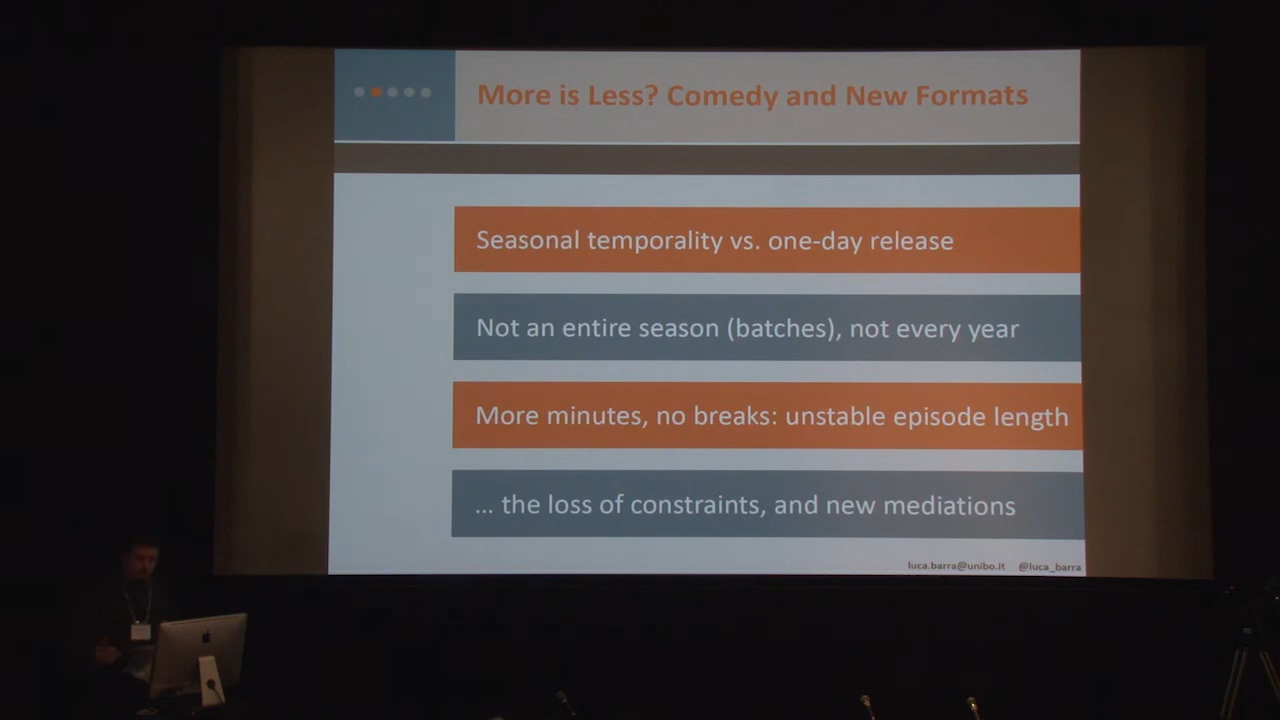 More is Less? Comedy and New Formats
Seasonal temporality vs. one-day release
Not an entire season (batches), not every year
More minutes, no breaks: unstable episode length
... the loss of constraints, and new mediations
luca.barra@unibo.it @luca_barra